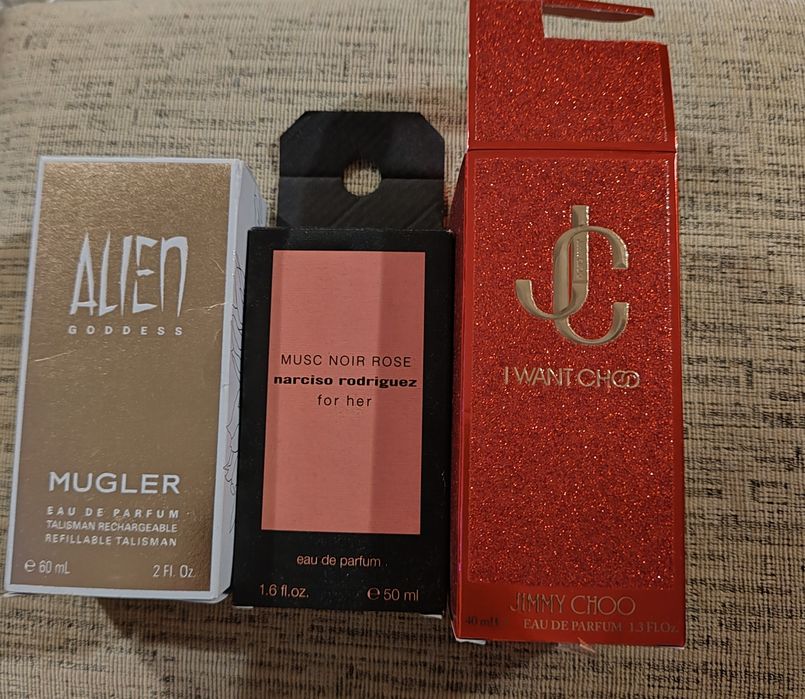 ALIEN
GODDESS
MUGLER
EAU DE PARFUM
TALISMAN RECHARGEABLE
REFILLABLE TALISMAN
℮ 60 mL 2 Fl. Oz.
MUSC NOIR ROSE
narciso rodriguez
for her
eau de parfum
1.6 fl.oz. ℮ 50 ml
JC
I WANT CHOO
JIMMY CHOO
40 ml EAU DE PARFUM 1.3 FL.Oz